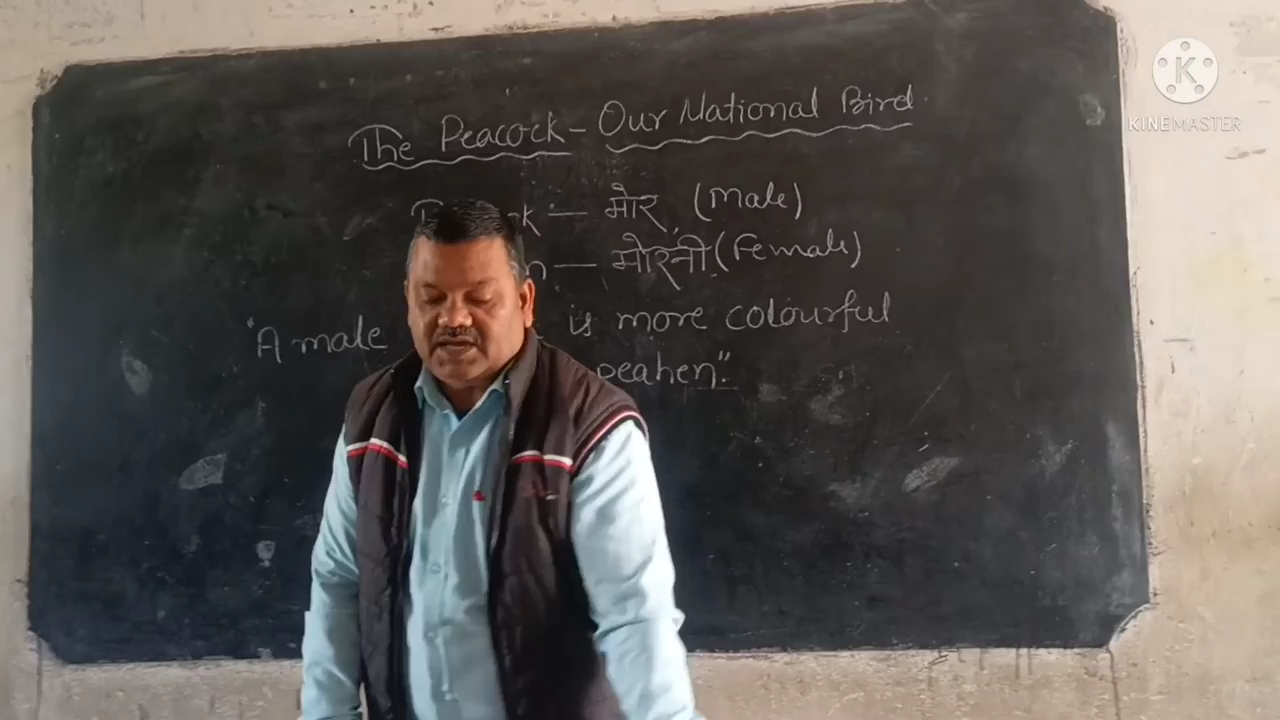 The Peacock - Our National Bird.
— मोर (Male)
— मोरनी (Female)
"A male is more colourful
peahen".
K
KINEMASTER